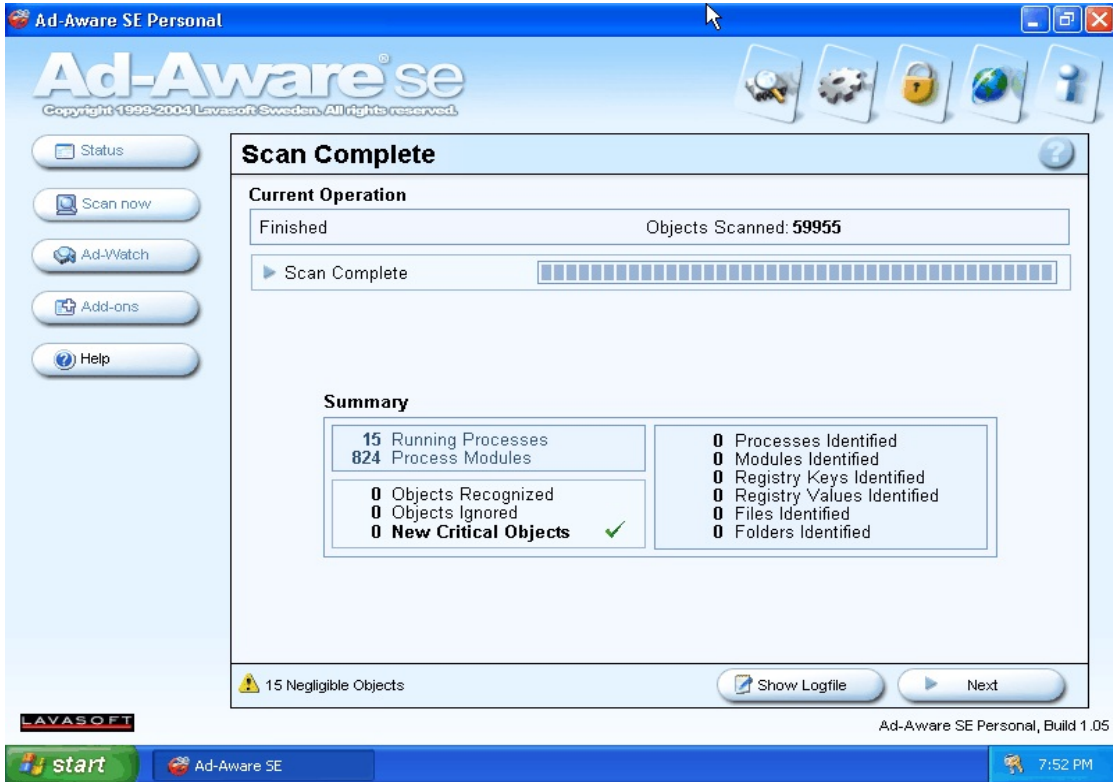 Ad-Aware SE Personal
Ad-Aware® se
Copyright 1999-2004 Lavasoft Sweden. All rights reserved.
Status
Scan now
Ad-Watch
Add-ons
Help
Scan Complete
Current Operation
Finished Objects Scanned: 59955
Scan Complete
Summary
15 Running Processes
824 Process Modules
0 Objects Recognized
0 Objects Ignored
0 New Critical Objects
0 Processes Identified
0 Modules Identified
0 Registry Keys Identified
0 Registry Values Identified
0 Files Identified
0 Folders Identified
15 Negligible Objects
Show Logfile
Next
LAVASOFT
Ad-Aware SE Personal, Build 1.05
start
Ad-Aware SE
7:52 PM